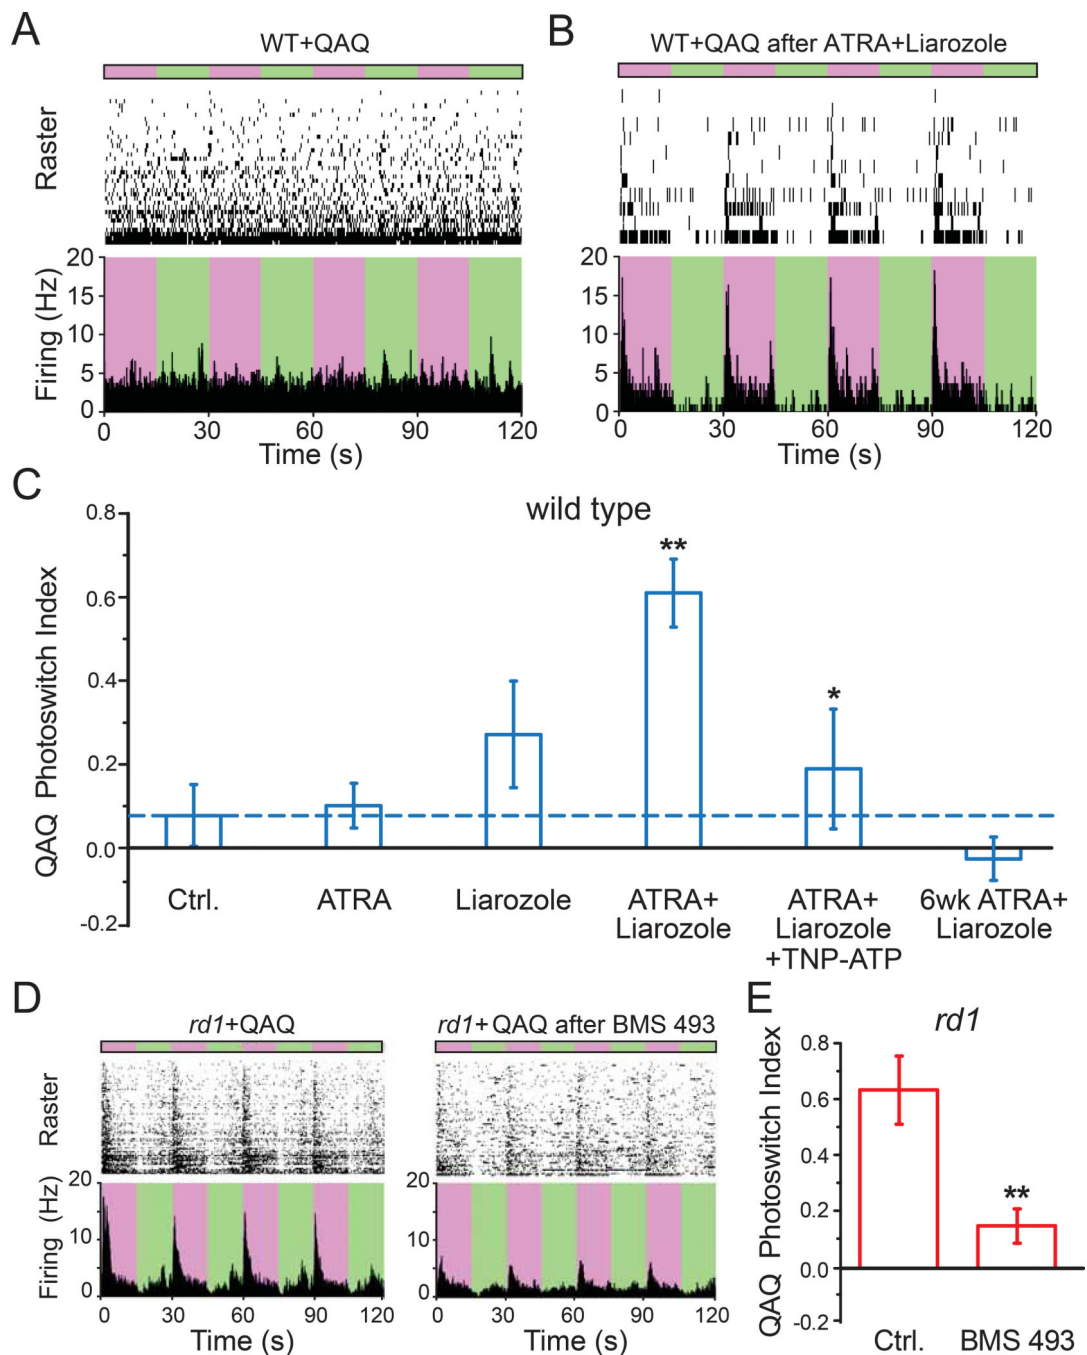 A
WT+QAQ
Raster
20
15
10
5
0
Firing (Hz)
0 30 60 90 120
Time (s)
B
WT+QAQ after ATRA+Liarozole
20
15
10
5
0
0 30 60 90 120
Time (s)
C
wild type
QAQ Photoswitch Index
0.8
0.6
0.4
0.2
0.0
-0.2
**
*
Ctrl.
ATRA
Liarozole
ATRA+
Liarozole
ATRA+
Liarozole
+TNP-ATP
6wk ATRA+
Liarozole
D
rd1+QAQ
Raster
20
15
10
5
0
Firing (Hz)
0 30 60 90 120
Time (s)
rd1+QAQ after BMS 493
20
15
10
5
0
0 30 60 90 120
Time (s)
E
rd1
QAQ Photoswitch Index
0.8
0.6
0.4
0.2
0
-0.2
**
Ctrl.
BMS 493